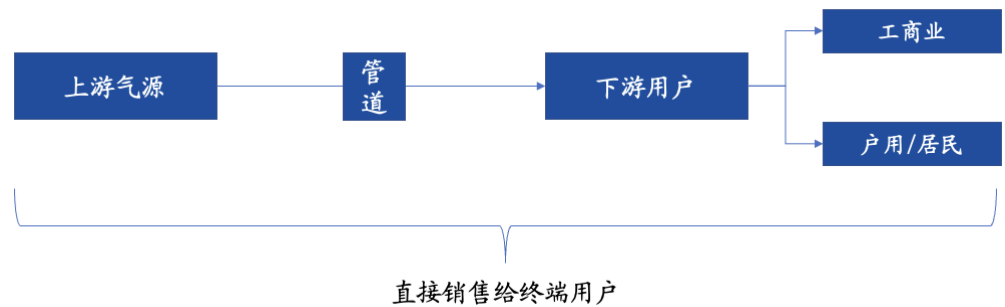 上游气源
管
道
下游用户
工商业
户用/居民
直接销售给终端用户